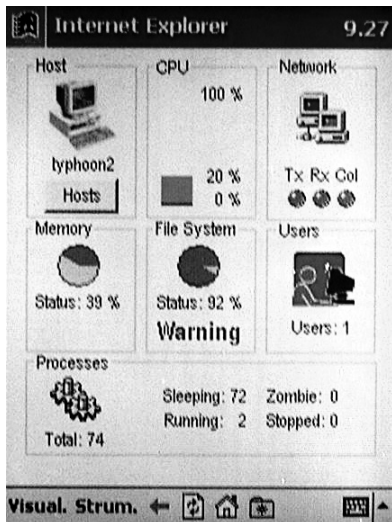 Internet Explorer 9.27
Host
typhoon2
Hosts
CPU
100 %
20 %
0 %
Network
Tx Rx Col
Memory
Status: 39 %
File System
Status: 92 %
Warning
Users
Users: 1
Processes
Total: 74
Sleeping: 72 Zombie: 0
Running: 2 Stopped: 0
Visual. Strum.